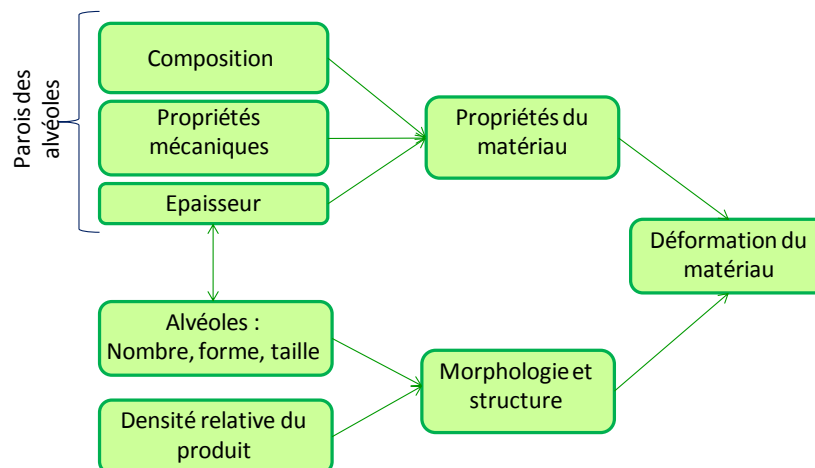 Parois des
alvéoles
Composition
Propriétés
mécaniques
Epaisseur
Alvéoles :
Nombre, forme, taille
Densité relative du
produit
Propriétés du
matériau
Morphologie et
structure
Déformation du
matériau